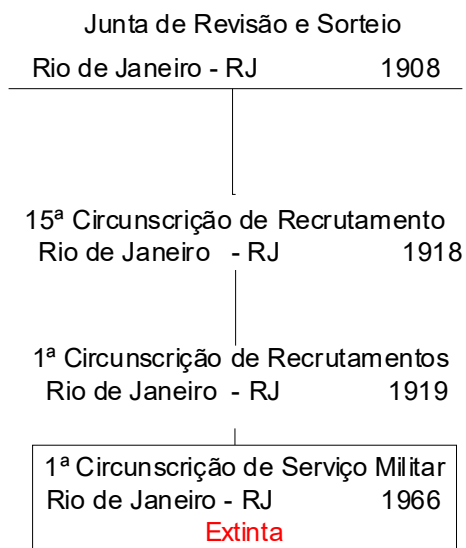 Junta de Revisão e Sorteio
Rio de Janeiro - RJ 1908
15ª Circunscrição de Recrutamento
Rio de Janeiro - RJ 1918
1ª Circunscrição de Recrutamentos
Rio de Janeiro - RJ 1919
1ª Circunscrição de Serviço Militar
Rio de Janeiro - RJ 1966
Extinta